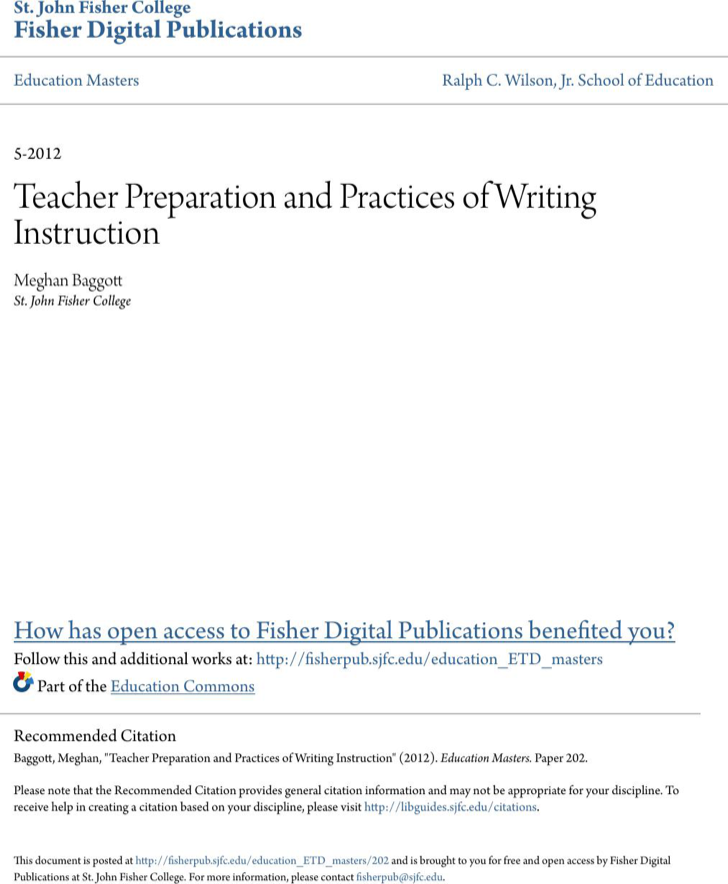 St. John Fisher College
Fisher Digital Publications
Education Masters
Ralph C. Wilson, Jr. School of Education
5-2012
Teacher Preparation and Practices of Writing
Instruction
Meghan Baggott
St. John Fisher College
How has open access to Fisher Digital Publications benefited you?
Follow this and additional works at: http://fisherpub.sjfc.edu/education_ETD_masters
Part of the Education Commons
Recommended Citation
Baggott, Meghan, "Teacher Preparation and Practices of Writing Instruction" (2012). Education Masters. Paper 202.
Please note that the Recommended Citation provides general citation information and may not be appropriate for your discipline. To
receive help in creating a citation based on your discipline, please visit http://libguides.sjfc.edu/citations.
This document is posted at http://fisherpub.sjfc.edu/education_ETD_masters/202 and is brought to you for free and open access by Fisher Digital
Publications at St. John Fisher College. For more information, please contact fisherpub@sjfc.edu.